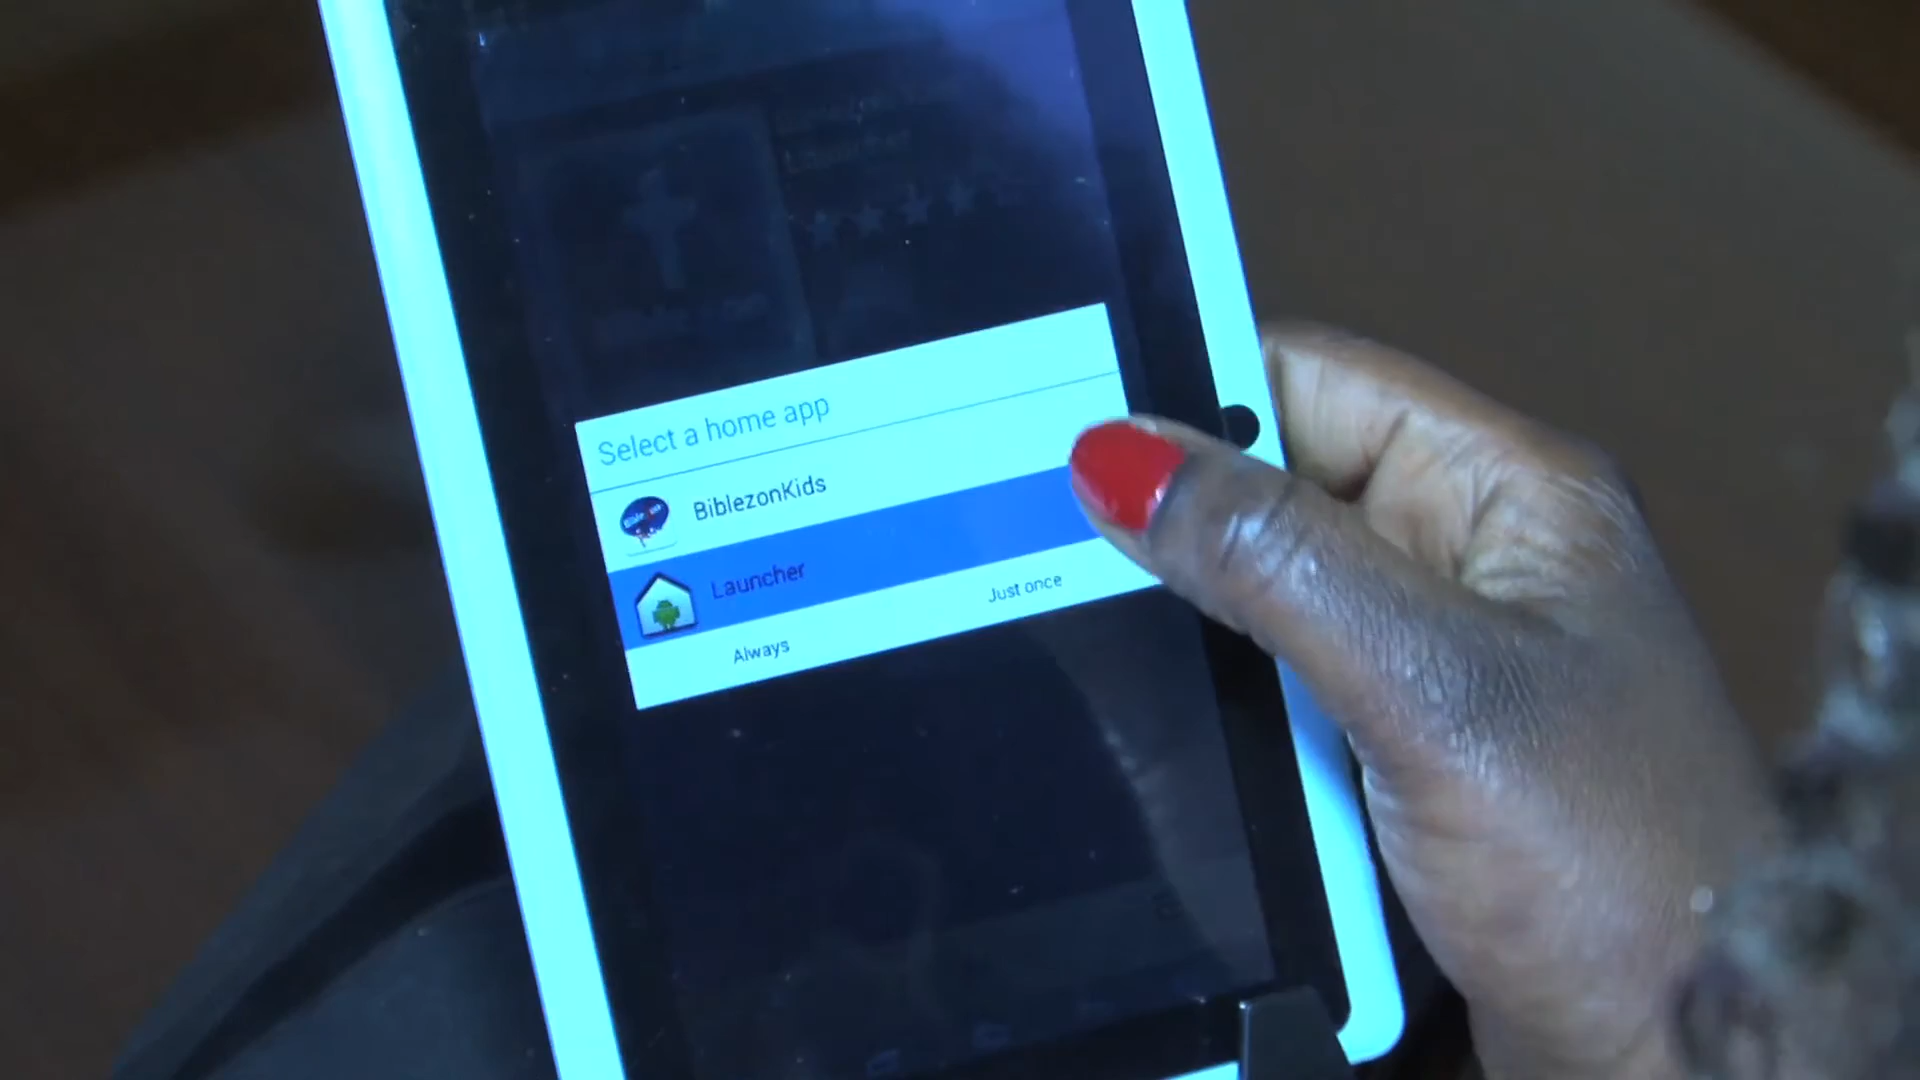 Select a home app
BiblezonKids
Launcher
Always
Just once